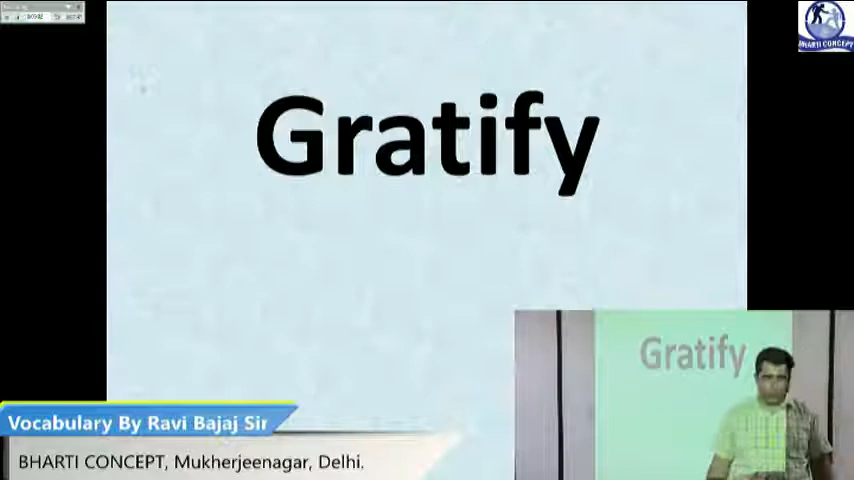 BHARTI CONCEPT
Gratify
Gratify
Vocabulary By Ravi Bajaj Sir
BHARTI CONCEPT, Mukherjeenagar, Delhi.